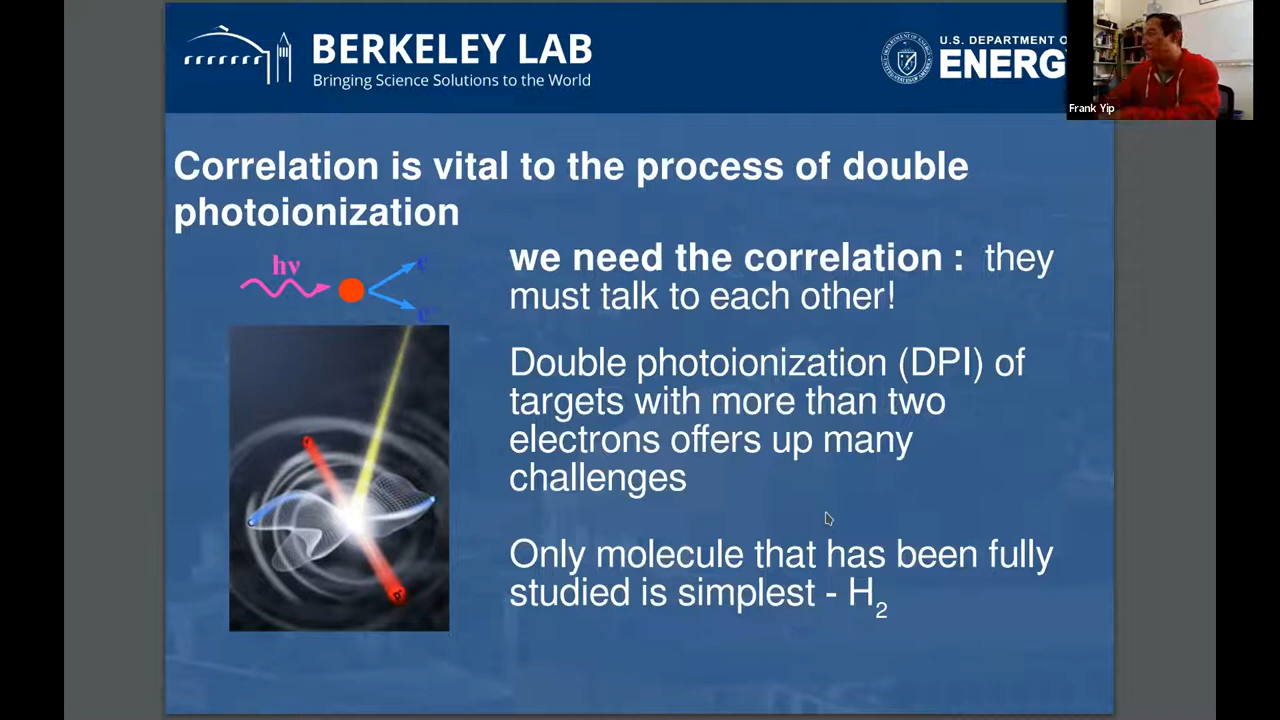 BERKELEY LAB
Bringing Science Solutions to the World
U.S. DEPARTMENT O
ENERG
Frank Yip
Correlation is vital to the process of double
photoionization
hν
we need the correlation : they
must talk to each other!
Double photoionization (DPI) of
targets with more than two
electrons offers up many
challenges
Only molecule that has been fully
studied is simplest - H2